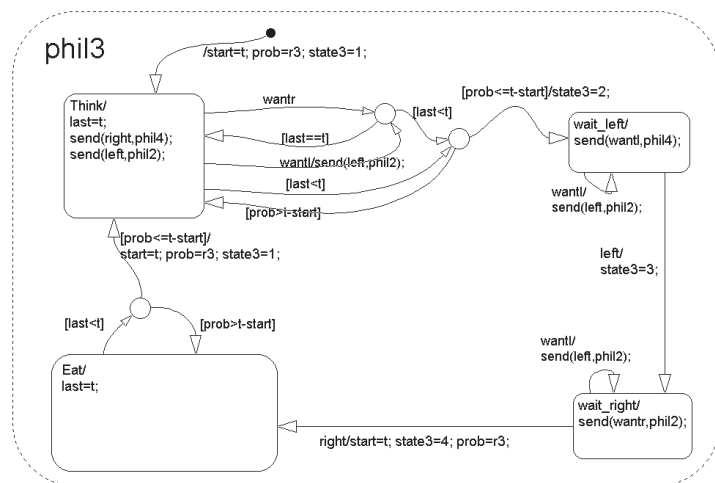 phil3
/start=t; prob=r3; state3=1;
Think/
last=t;
send(right,phil4);
send(left,phil2);
wantr
[last==t]
wantl/send(left,phil2);
[last<t]
[prob>t-start]
[last<t]
[prob<=t-start]/state3=2;
wait_left/
send(wantl,phil4);
wantl/
send(left,phil2);
left/
state3=3;
[prob<=t-start]/
start=t; prob=r3; state3=1;
[last<t]
[prob>t-start]
Eat/
last=t;
wantl/
send(left,phil2);
wait_right/
send(wantr,phil2);
right/start=t; state3=4; prob=r3;